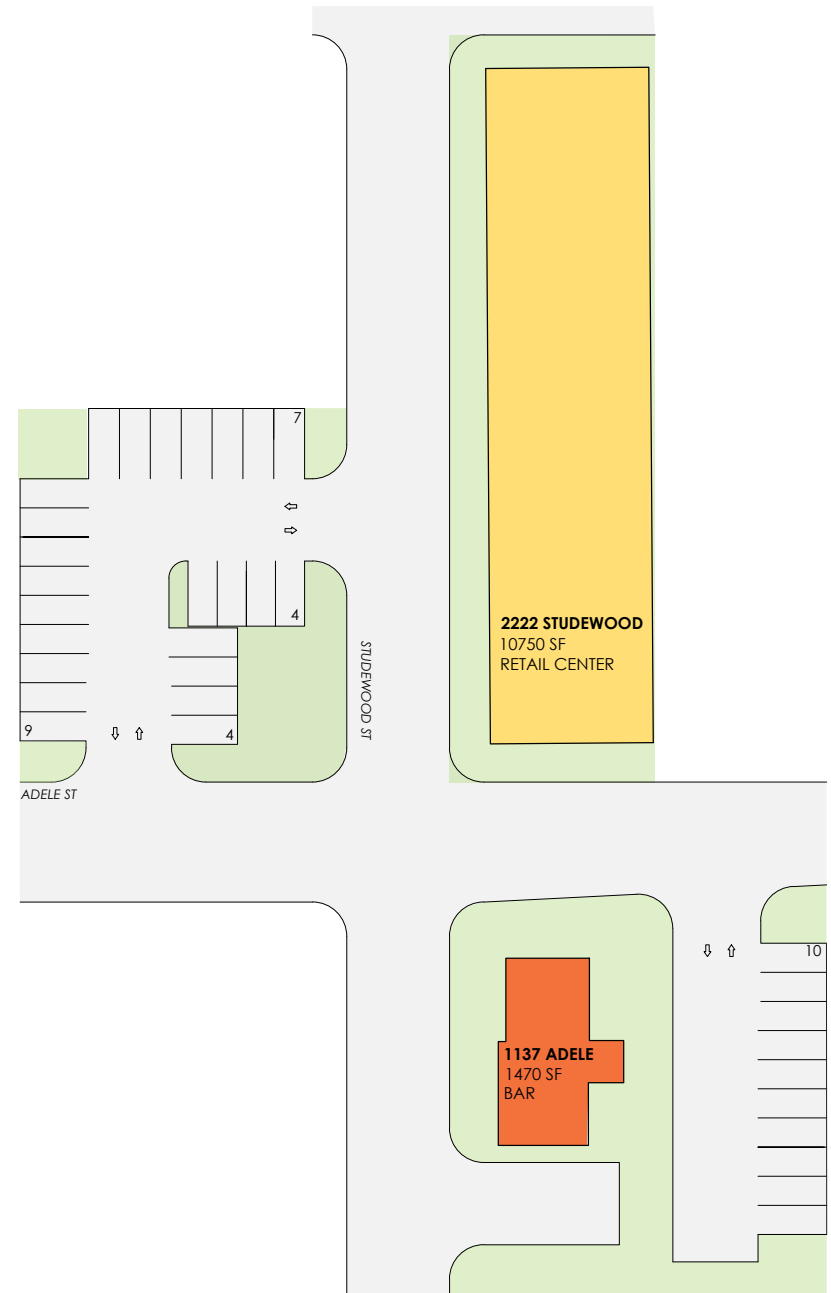 7
4
2222 STUDEWOOD
10750 SF
RETAIL CENTER
STUDEWOOD ST
9
4
ADELE ST
10
1137 ADELE
1470 SF
BAR